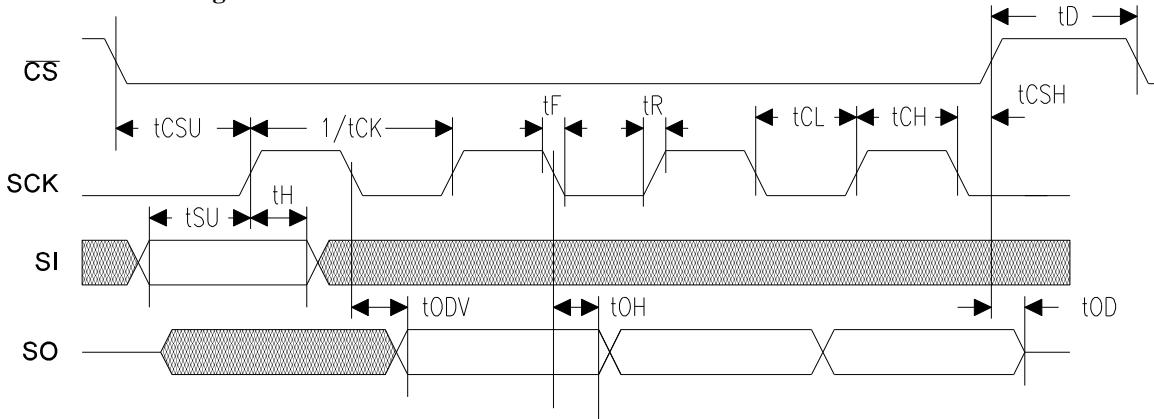 tD
CS
tCSH
tF
tR
tCL
tCH
tCSU
1/tCK
SCK
tH
tSU
SI
tODV
tOH
tOD
SO